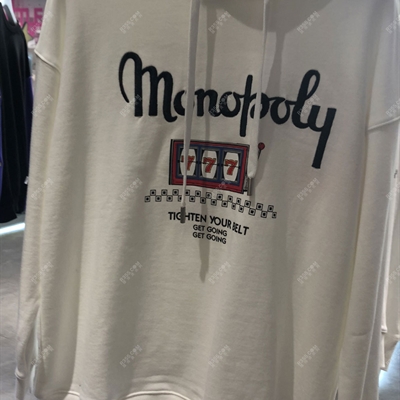 Monopoly
777
TIGHTEN YOUR BELT
GET GOING
GET GOING